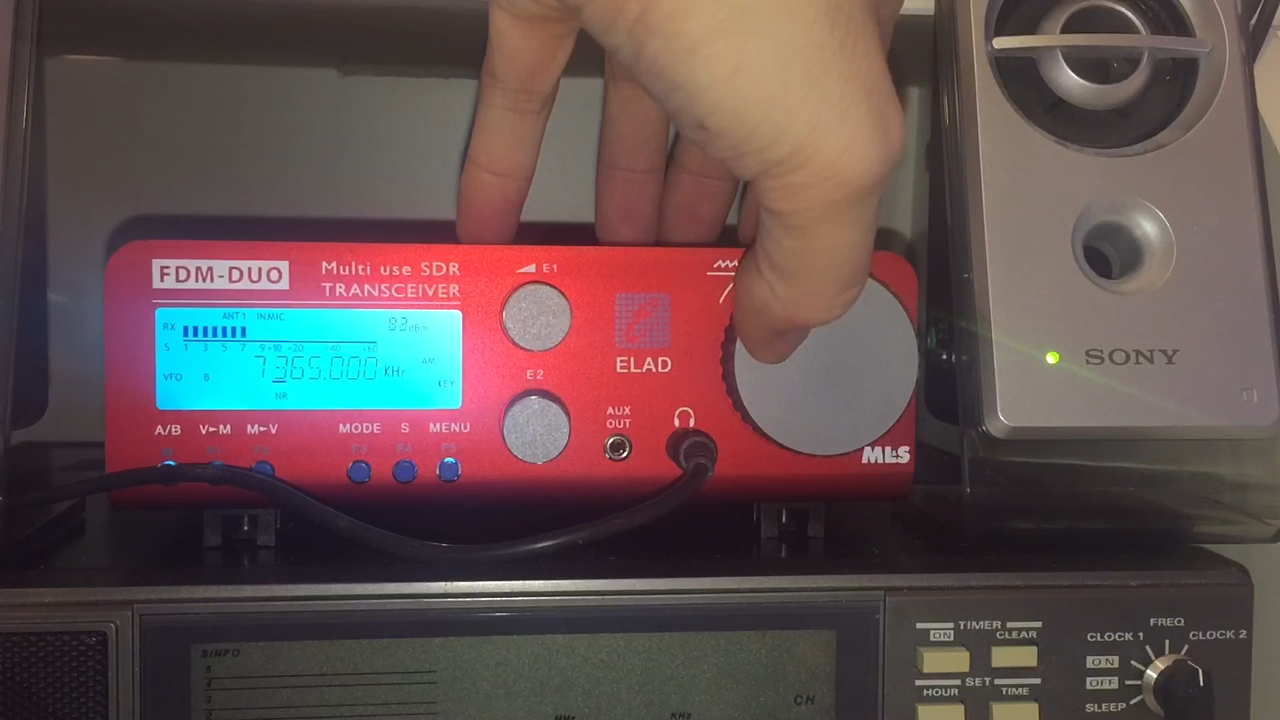 FDM-DUO
Multi use SDR
TRANSCEIVER
E1
ANT1 INMIC
RX
83 dBm
S 1 3 5 7 9 +10 +20 +40 +60
VFO B
7365.000 KHz
AM
KEY
NR
A/B V►M M►V MODE S MENU
F3 F4 F5
E2
ELAD
AUX
OUT
MLS
SONY
SINPO
CH
KHz
TIMER
ON
CLEAR
SET
HOUR
TIME
FREQ
CLOCK 1
CLOCK 2
ON
OFF
SLEEP